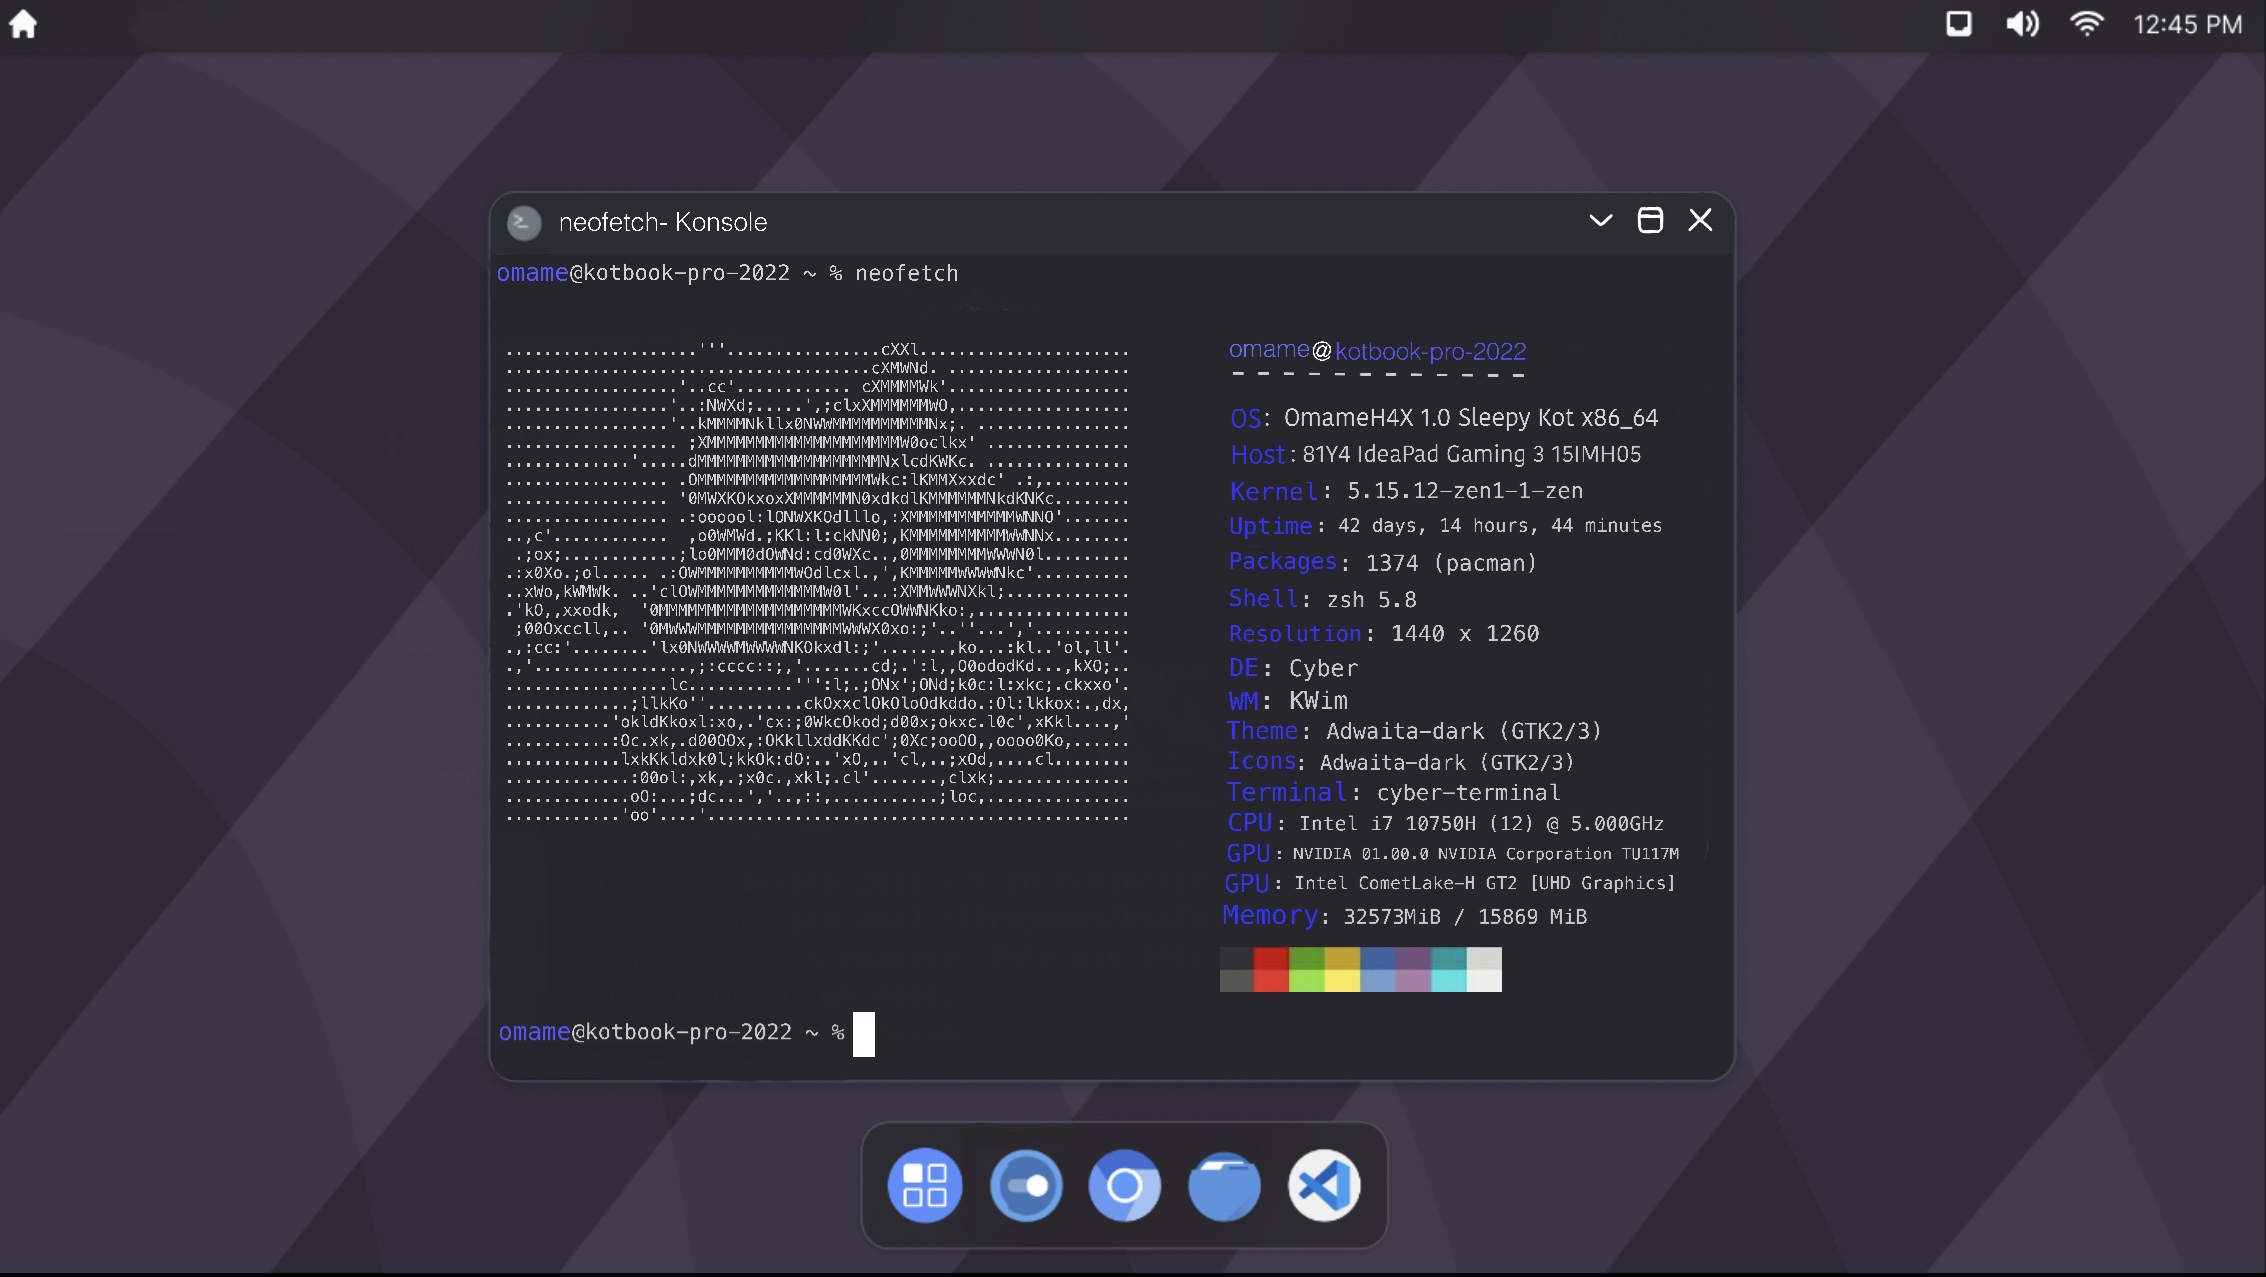 12:45 PM
neofetch- Konsole
omame@kotbook-pro-2022 ~ % neofetch
omame@kotbook-pro-2022
- - - - - - - - - - - -
OS: OmameH4X 1.0 Sleepy Kot x86_64
Host: 81Y4 IdeaPad Gaming 3 15IMH05
Kernel: 5.15.12-zen1-1-zen
Uptime: 42 days, 14 hours, 44 minutes
Packages: 1374 (pacman)
Shell: zsh 5.8
Resolution: 1440 x 1260
DE: Cyber
WM: KWim
Theme: Adwaita-dark (GTK2/3)
Icons: Adwaita-dark (GTK2/3)
Terminal: cyber-terminal
CPU: Intel i7 10750H (12) @ 5.000GHz
GPU: NVIDIA 01.00.0 NVIDIA Corporation TU117M
GPU: Intel CometLake-H GT2 [UHD Graphics]
Memory: 32573MiB / 15869 MiB
omame@kotbook-pro-2022 ~ %